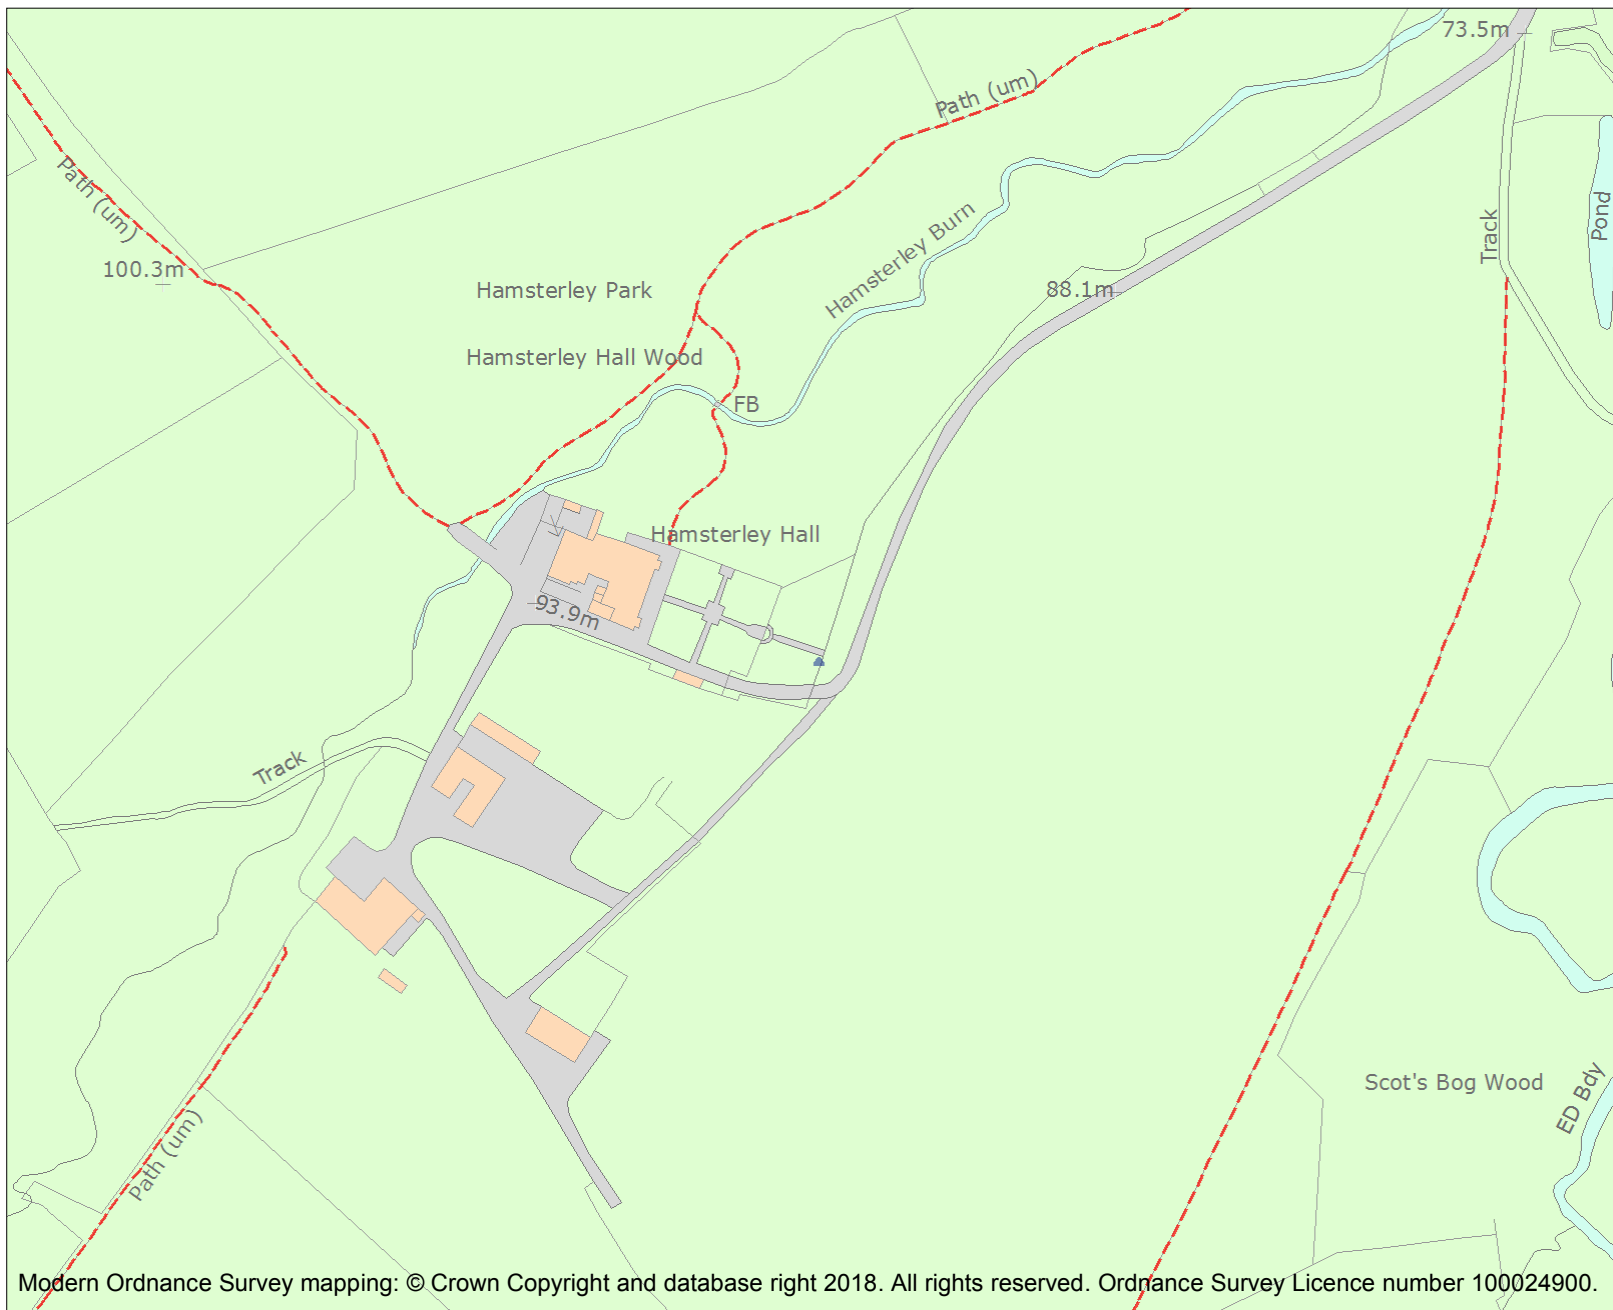 73.5m
Path (um)
Path (um)
Pond
Hamsterley Burn
Track
100.3m
Hamsterley Park
88.1m
Hamsterley Hall Wood
FB
Hamsterley Hall
93.9m
Track
Scot's Bog Wood
ED Bdy
Path (um)
Modern Ordnance Survey mapping: © Crown Copyright and database right 2018. All rights reserved. Ordnance Survey Licence number 100024900.